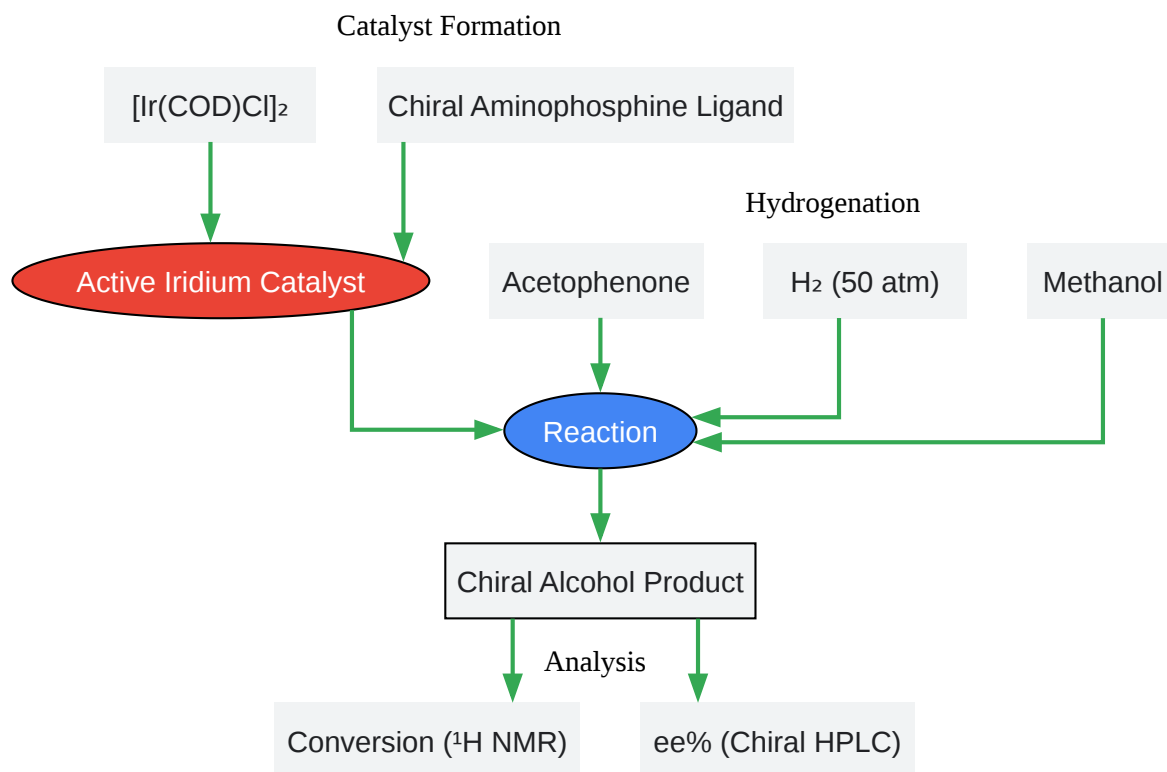 Catalyst Formation
[Ir(COD)Cl]₂
Chiral Aminophosphine Ligand
Hydrogenation
Active Iridium Catalyst
Acetophenone
H₂ (50 atm)
Methanol
Reaction
Chiral Alcohol Product
Analysis
Conversion (¹H NMR)
ee% (Chiral HPLC)